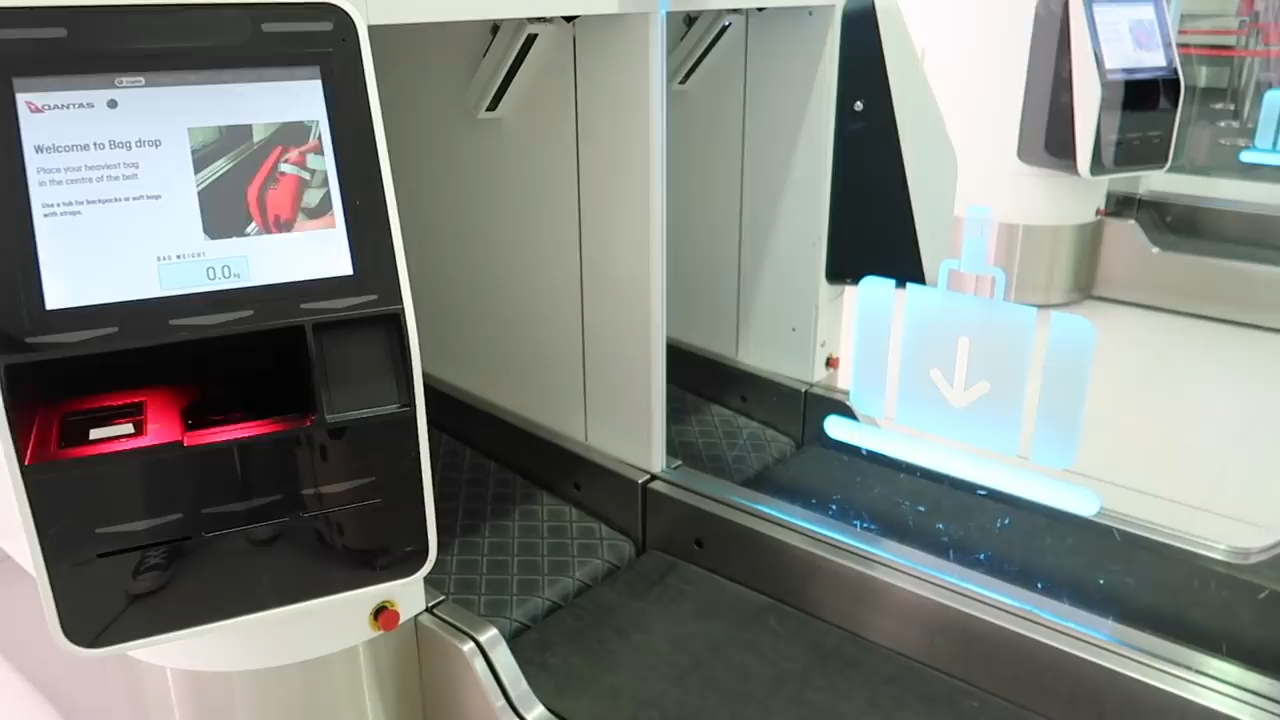 QANTAS
Welcome to Bag drop
Place your heaviest bag
in the centre of the belt.
Use a tub for backpacks or soft bags
with straps.
BAG WEIGHT
0.0 kg